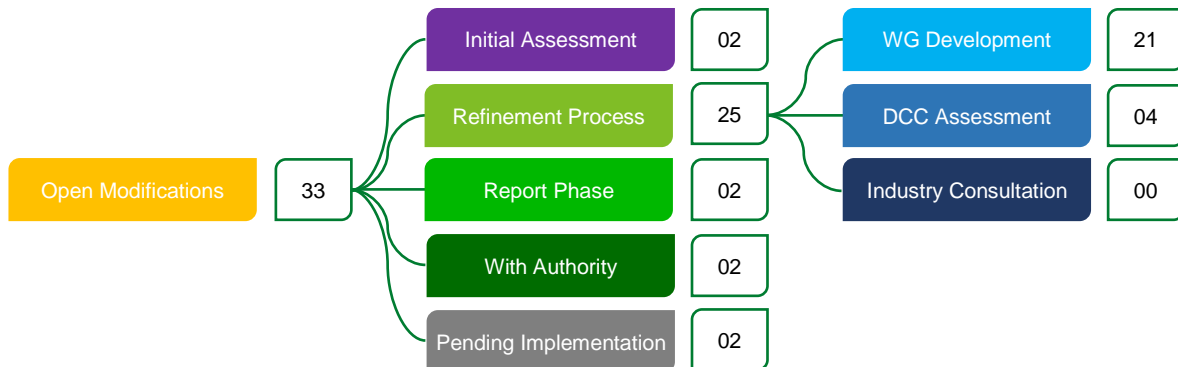 Open Modifications
33
Initial Assessment
02
Refinement Process
25
Report Phase
02
With Authority
02
Pending Implementation
02
WG Development
21
DCC Assessment
04
Industry Consultation
00